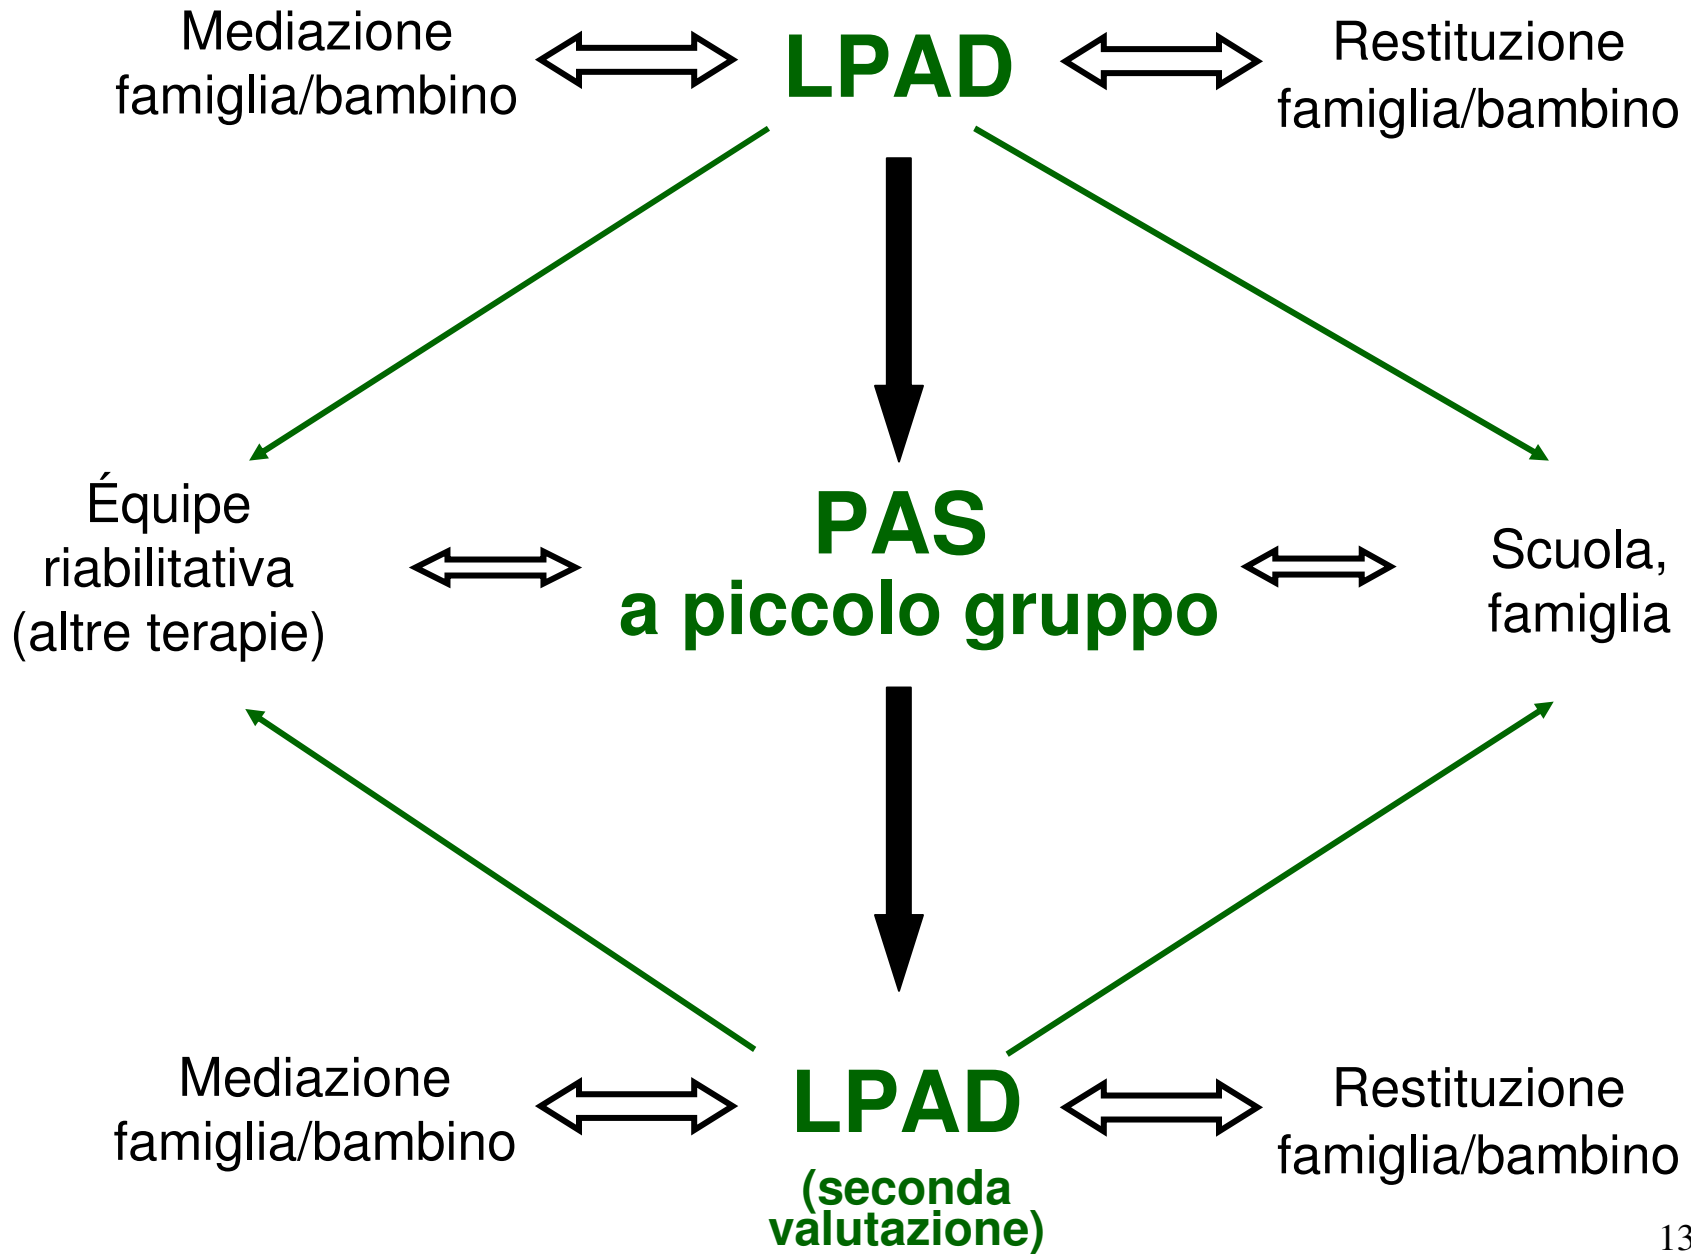 Mediazione
famiglia/bambino
LPAD
Restituzione
famiglia/bambino
Équipe
riabilitativa
(altre terapie)
PAS
a piccolo gruppo
Scuola,
famiglia
Mediazione
famiglia/bambino
LPAD
(seconda
valutazione)
Restituzione
famiglia/bambino
13